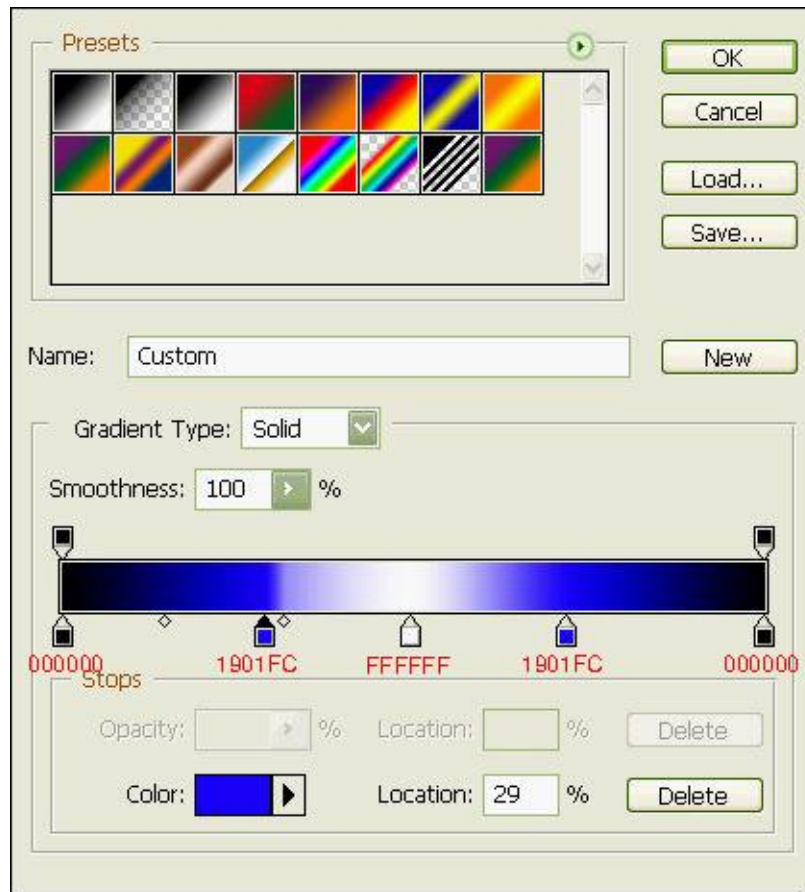 Presets
OK
Cancel
Load...
Save...
Name: Custom
New
Gradient Type: Solid
Smoothness: 100 %
000000 1901FC FFFFFF 1901FC 000000
Stops
Opacity: % Location: % Delete
Color: Location: 29 % Delete